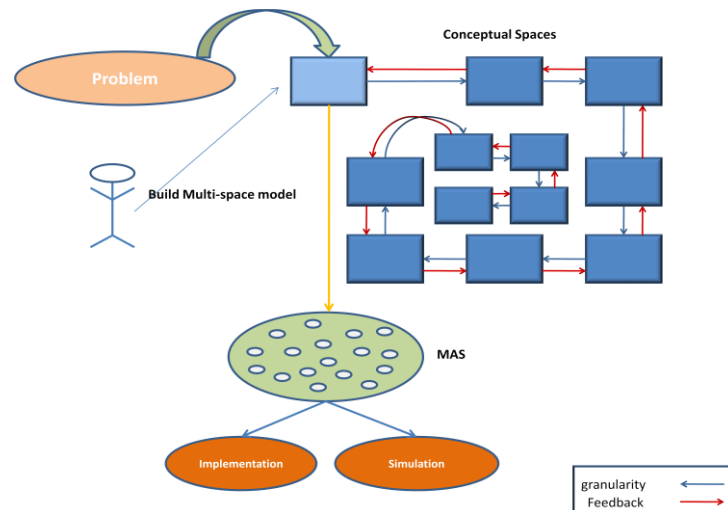 Conceptual Spaces
Problem
Build Multi-space model
MAS
Implementation
Simulation
granularity
Feedback